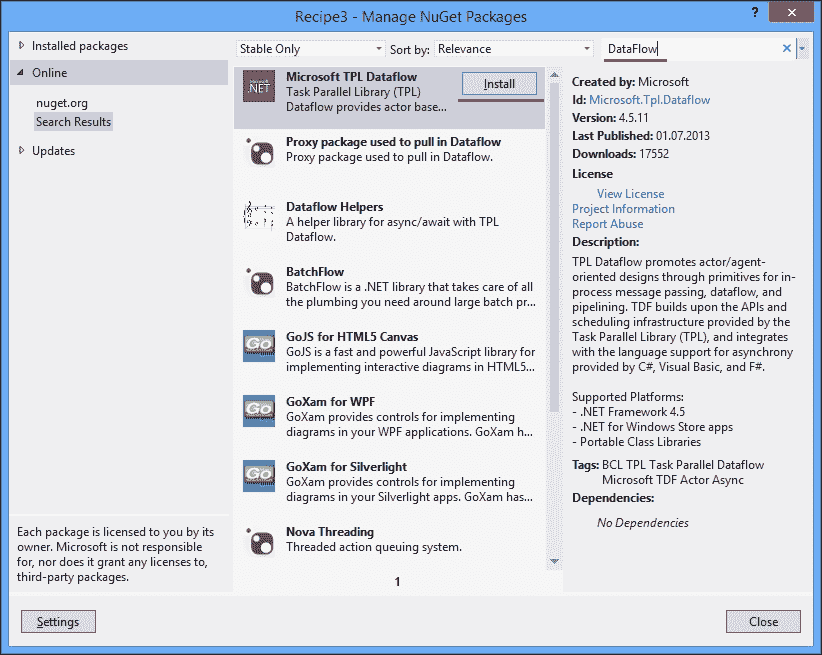 Recipe3 - Manage NuGet Packages
?
Installed packages
Online
nuget.org
Search Results
Updates
Each package is licensed to you by its
owner. Microsoft is not responsible
for, nor does it grant any licenses to,
third-party packages.
Stable Only
Sort by: Relevance
DataFlow
.NET
Microsoft TPL Dataflow
Task Parallel Library (TPL)
Dataflow provides actor base...
Install
Proxy package used to pull in Dataflow
Proxy package used to pull in Dataflow.
Dataflow Helpers
A helper library for async/await with TPL
Dataflow.
BatchFlow
BatchFlow is a .NET library that takes care of all
the plumbing you need around large batch pr...
Go
GoJS for HTML5 Canvas
GoJS is a fast and powerful JavaScript library for
implementing interactive diagrams in HTML5...
Go
GoXam for WPF
GoXam provides controls for implementing
diagrams in your WPF applications. GoXam h...
Go
GoXam for Silverlight
GoXam provides controls for implementing
diagrams in your Silverlight apps. GoXam has...
Nova Threading
Threaded action queuing system.
1
Created by: Microsoft
Id: Microsoft.Tpl.Dataflow
Version: 4.5.11
Last Published: 01.07.2013
Downloads: 17552
License
View License
Project Information
Report Abuse
Description:
TPL Dataflow promotes actor/agent-
oriented designs through primitives for in-
process message passing, dataflow, and
pipelining. TDF builds upon the APIs and
scheduling infrastructure provided by the
Task Parallel Library (TPL), and integrates
with the language support for asynchrony
provided by C#, Visual Basic, and F#.
Supported Platforms:
- .NET Framework 4.5
- .NET for Windows Store apps
- Portable Class Libraries
Tags: BCL TPL Task Parallel Dataflow
Microsoft TDF Actor Async
Dependencies:
No Dependencies
Settings
Close